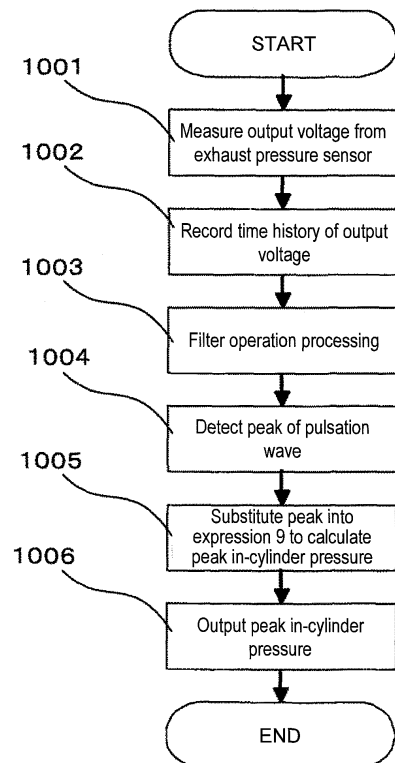 START
1001
Measure output voltage from
exhaust pressure sensor
1002
Record time history of output
voltage
1003
Filter operation processing
1004
Detect peak of pulsation
wave
1005
Substitute peak into
expression 9 to calculate
peak in-cylinder pressure
1006
Output peak in-cylinder
pressure
END